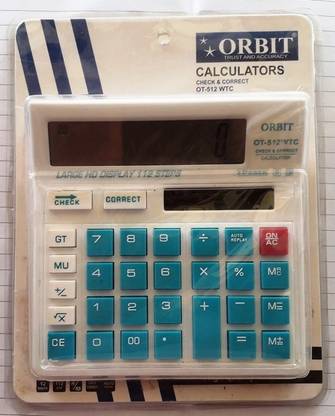 ORBIT
TRUST AND ACCURACY
CALCULATORS
CHECK & CORRECT
OT-512 WTC
0
ORBIT
OT-512 WTC
CHECK & CORRECT
CALCULATOR
LARGE HD DISPLAY 112 STEPS
CHECK CORRECT
GT 7 8 9 ÷ AUTO REPLAY ON AC
MU 4 5 6 X %
+/- 1 2 3 + -
√x
CE 0 00 • =